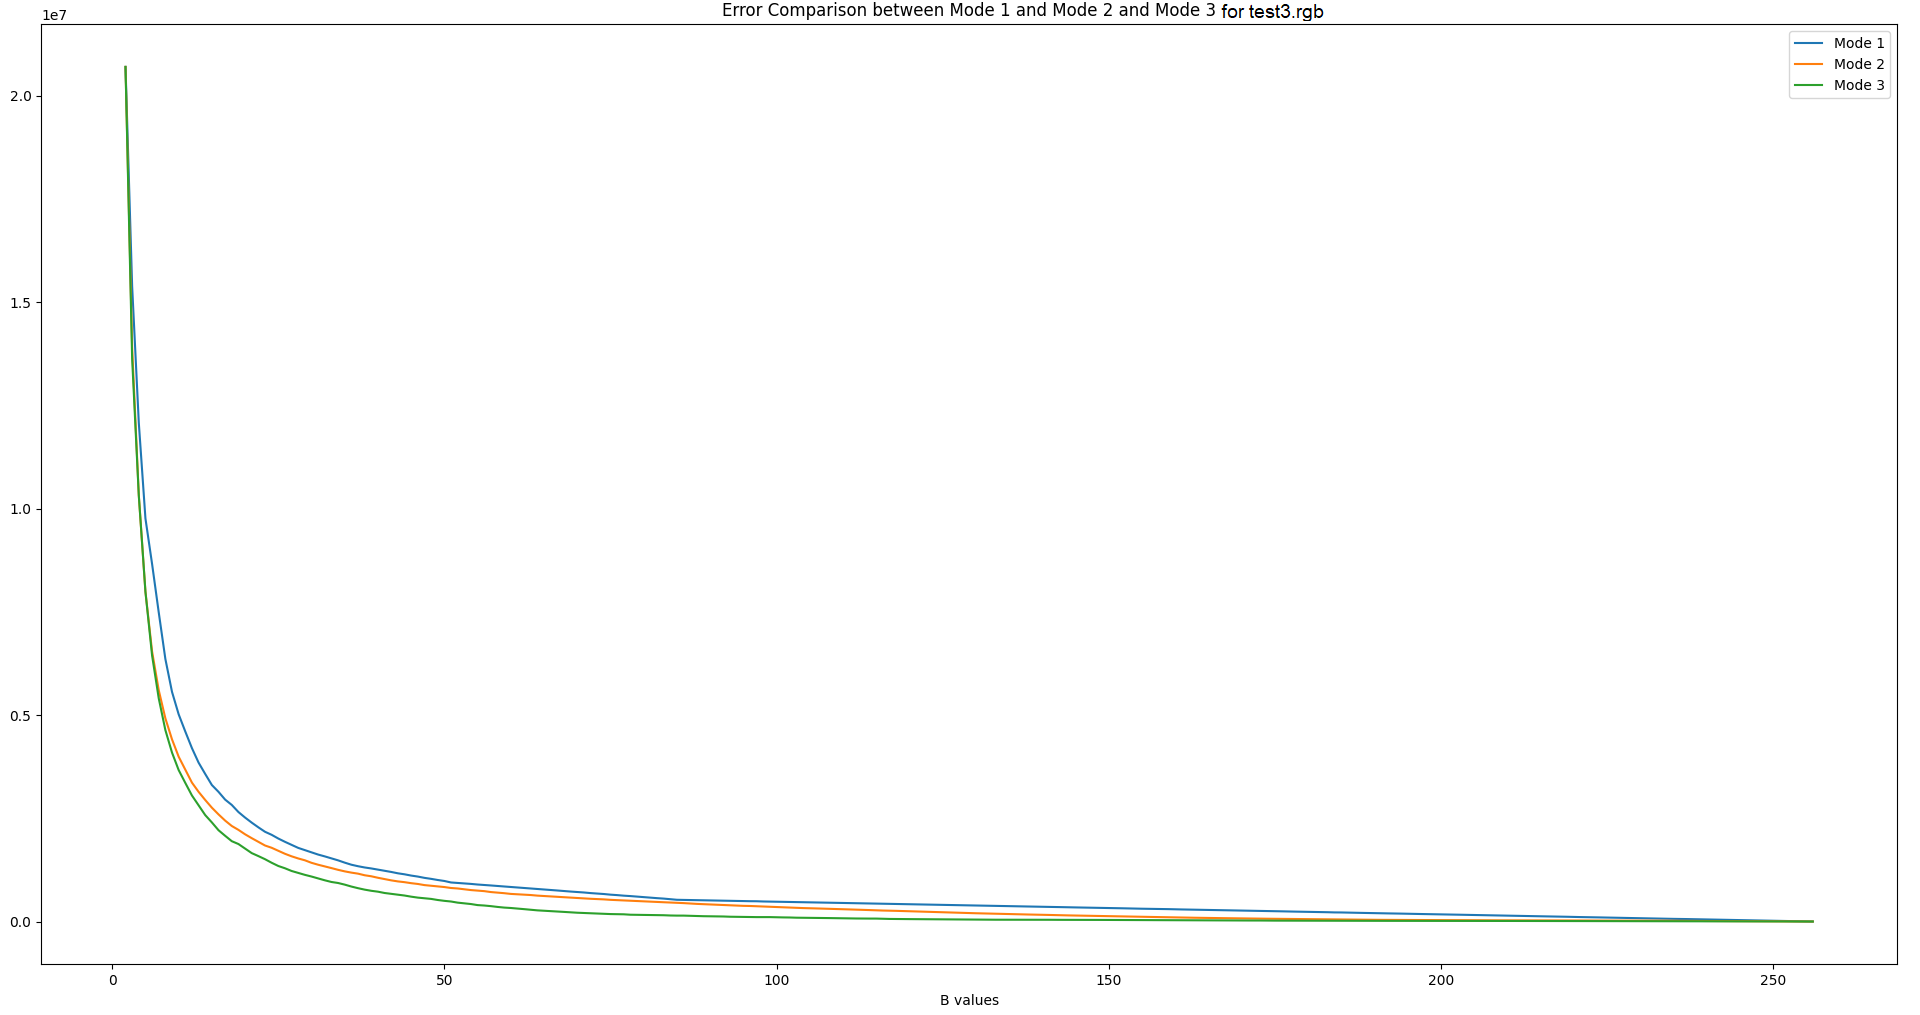 Error Comparison between Mode 1 and Mode 2 and Mode 3 for test3.rgb
1e7
Mode 1
Mode 2
Mode 3
2.0
1.5
1.0
0.5
0.0
0 50 100 150 200 250
B values